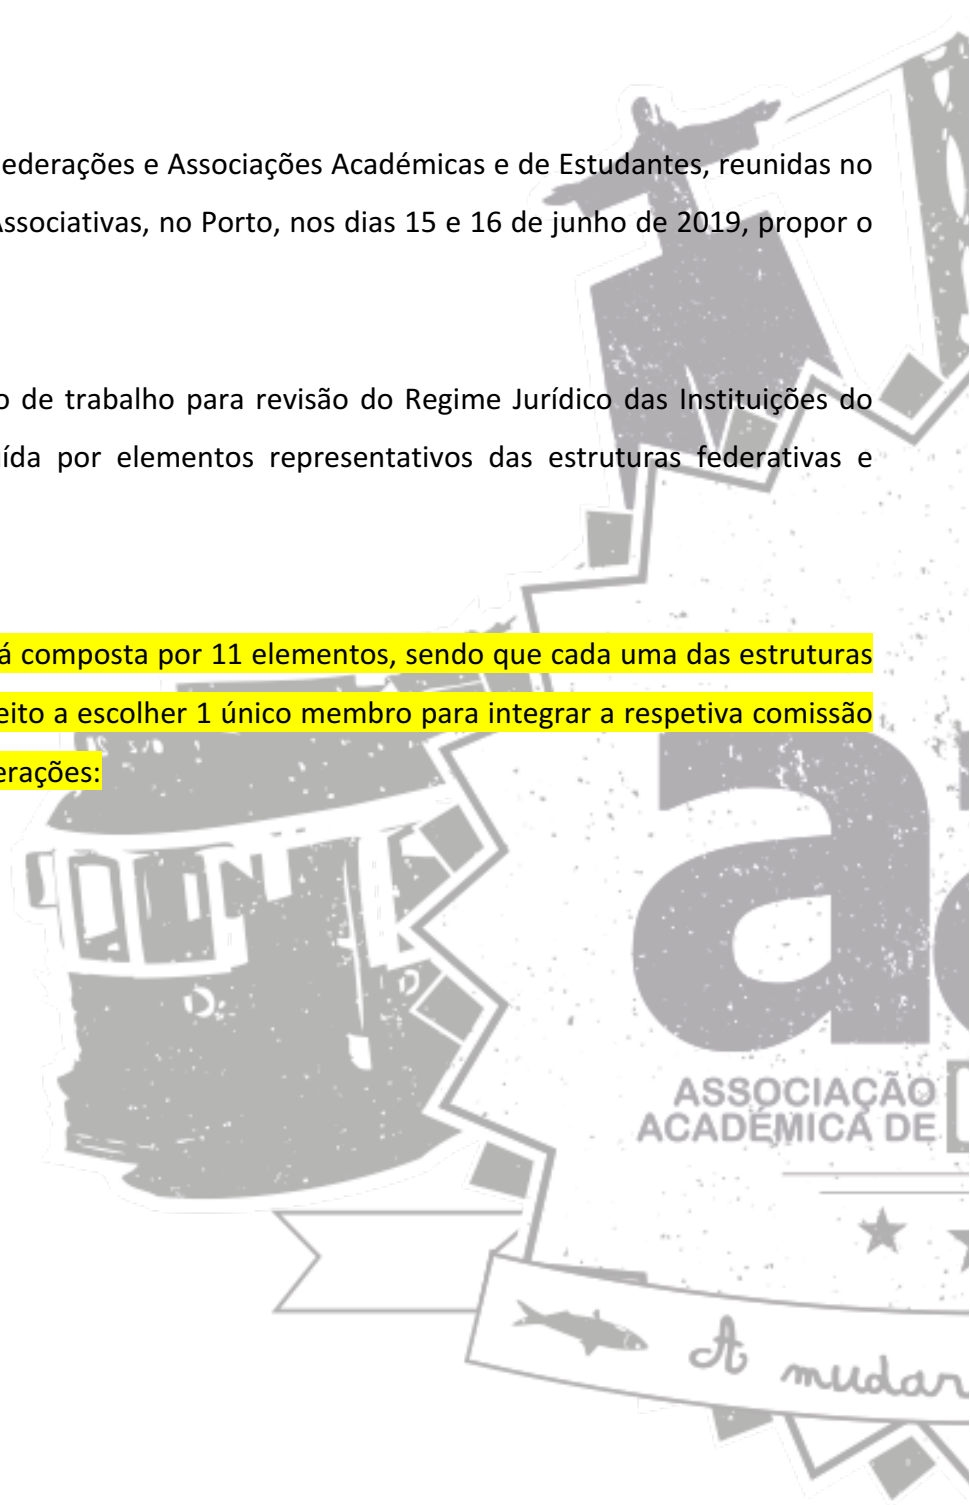 ederações e Associações Académicas e de Estudantes, reunidas no
Associativas, no Porto, nos dias 15 e 16 de junho de 2019, propor o
o de trabalho para revisão do Regime Jurídico das Instituições do
ída por elementos representativos das estruturas federativas e
á composta por 11 elementos, sendo que cada uma das estruturas
eito a escolher 1 único membro para integrar a respetiva comissão
erações:
aa
ASSOCIAÇÃO
ACADÉMICA DE
A mudar